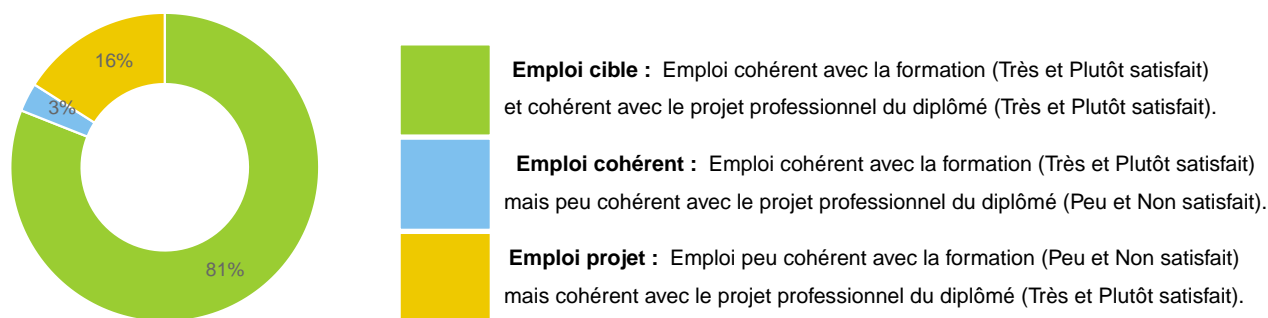 16%
3%
81%
Emploi cible : Emploi cohérent avec la formation (Très et Plutôt satisfait)
et cohérent avec le projet professionnel du diplômé (Très et Plutôt satisfait).
Emploi cohérent : Emploi cohérent avec la formation (Très et Plutôt satisfait)
mais peu cohérent avec le projet professionnel du diplômé (Peu et Non satisfait).
Emploi projet : Emploi peu cohérent avec la formation (Peu et Non satisfait)
mais cohérent avec le projet professionnel du diplômé (Très et Plutôt satisfait).